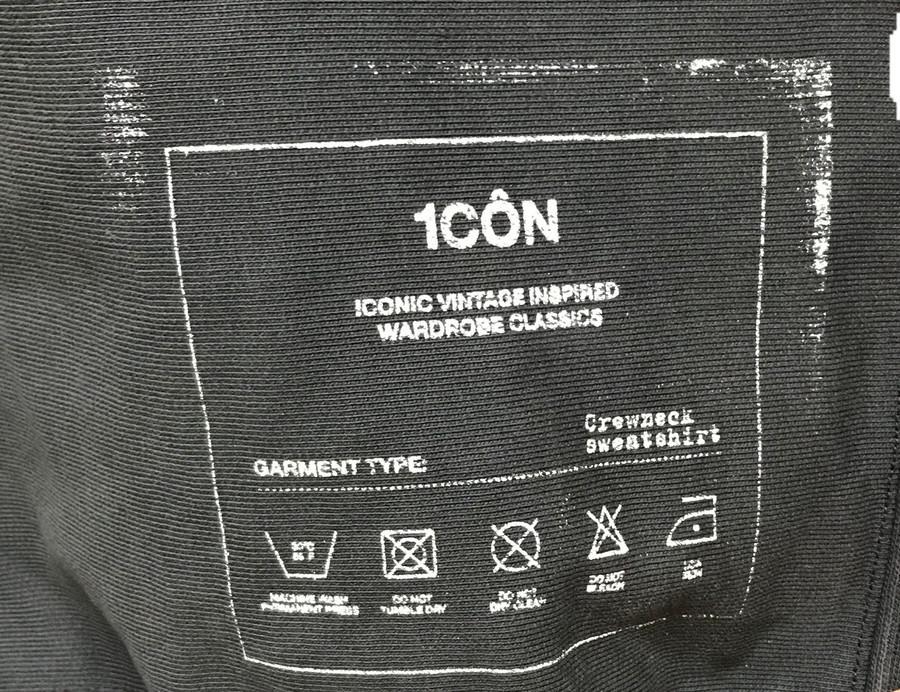 1CÔN
ICONIC VINTAGE INSPIRED
WARDROBE CLASSICS
Crewneck
sweatshirt
GARMENT TYPE:
MACHINE WASH
PERMANENT PRESS
DO NOT
TUMBLE DRY
DO NOT
DRY CLEAN
DO NOT
BLEACH